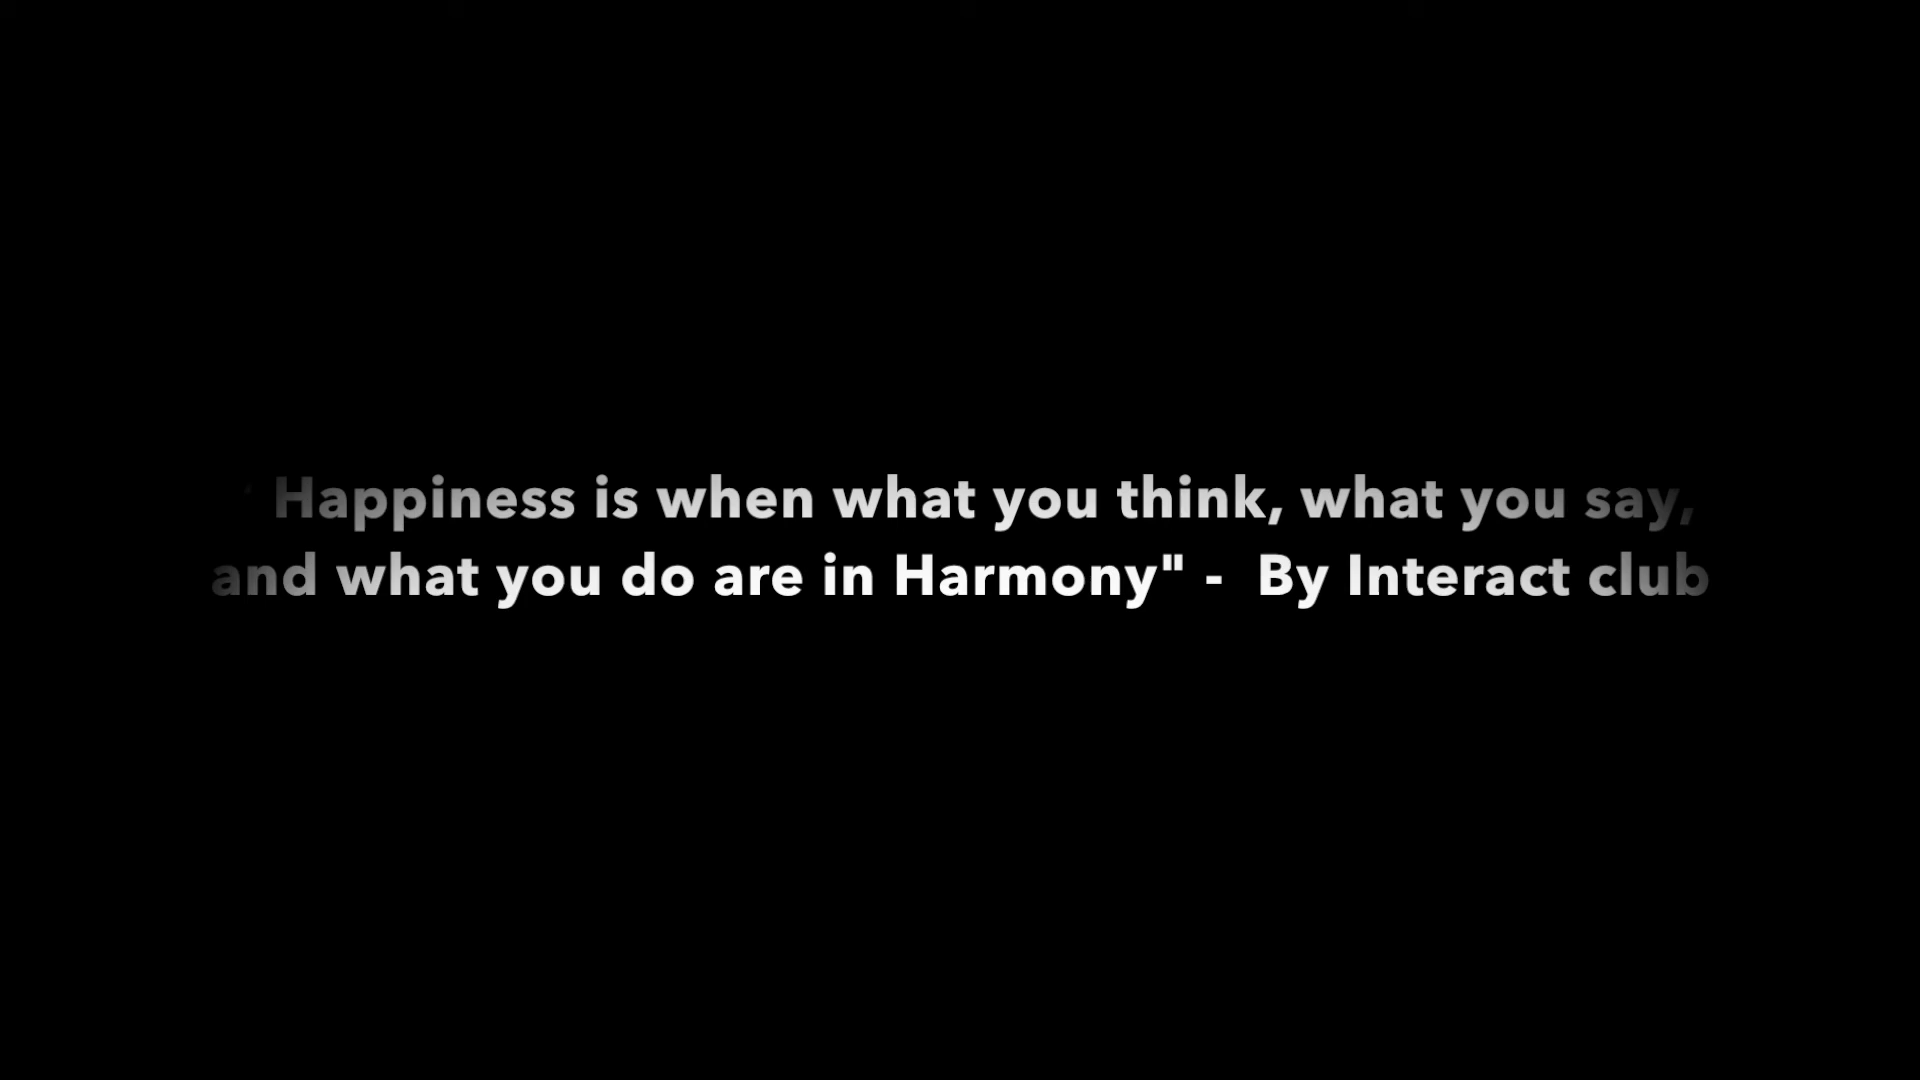 " Happiness is when what you think, what you say,
and what you do are in Harmony" -  By Interact club